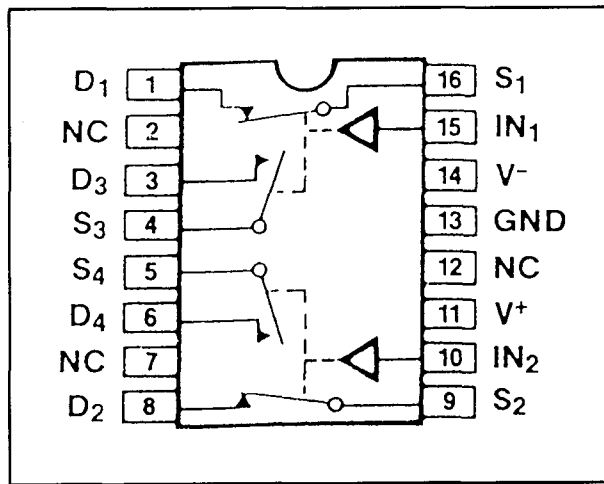 D1 1 16 S1
NC 2 15 IN1
D3 3 14 V-
S3 4 13 GND
S4 5 12 NC
D4 6 11 V+
NC 7 10 IN2
D2 8 9 S2